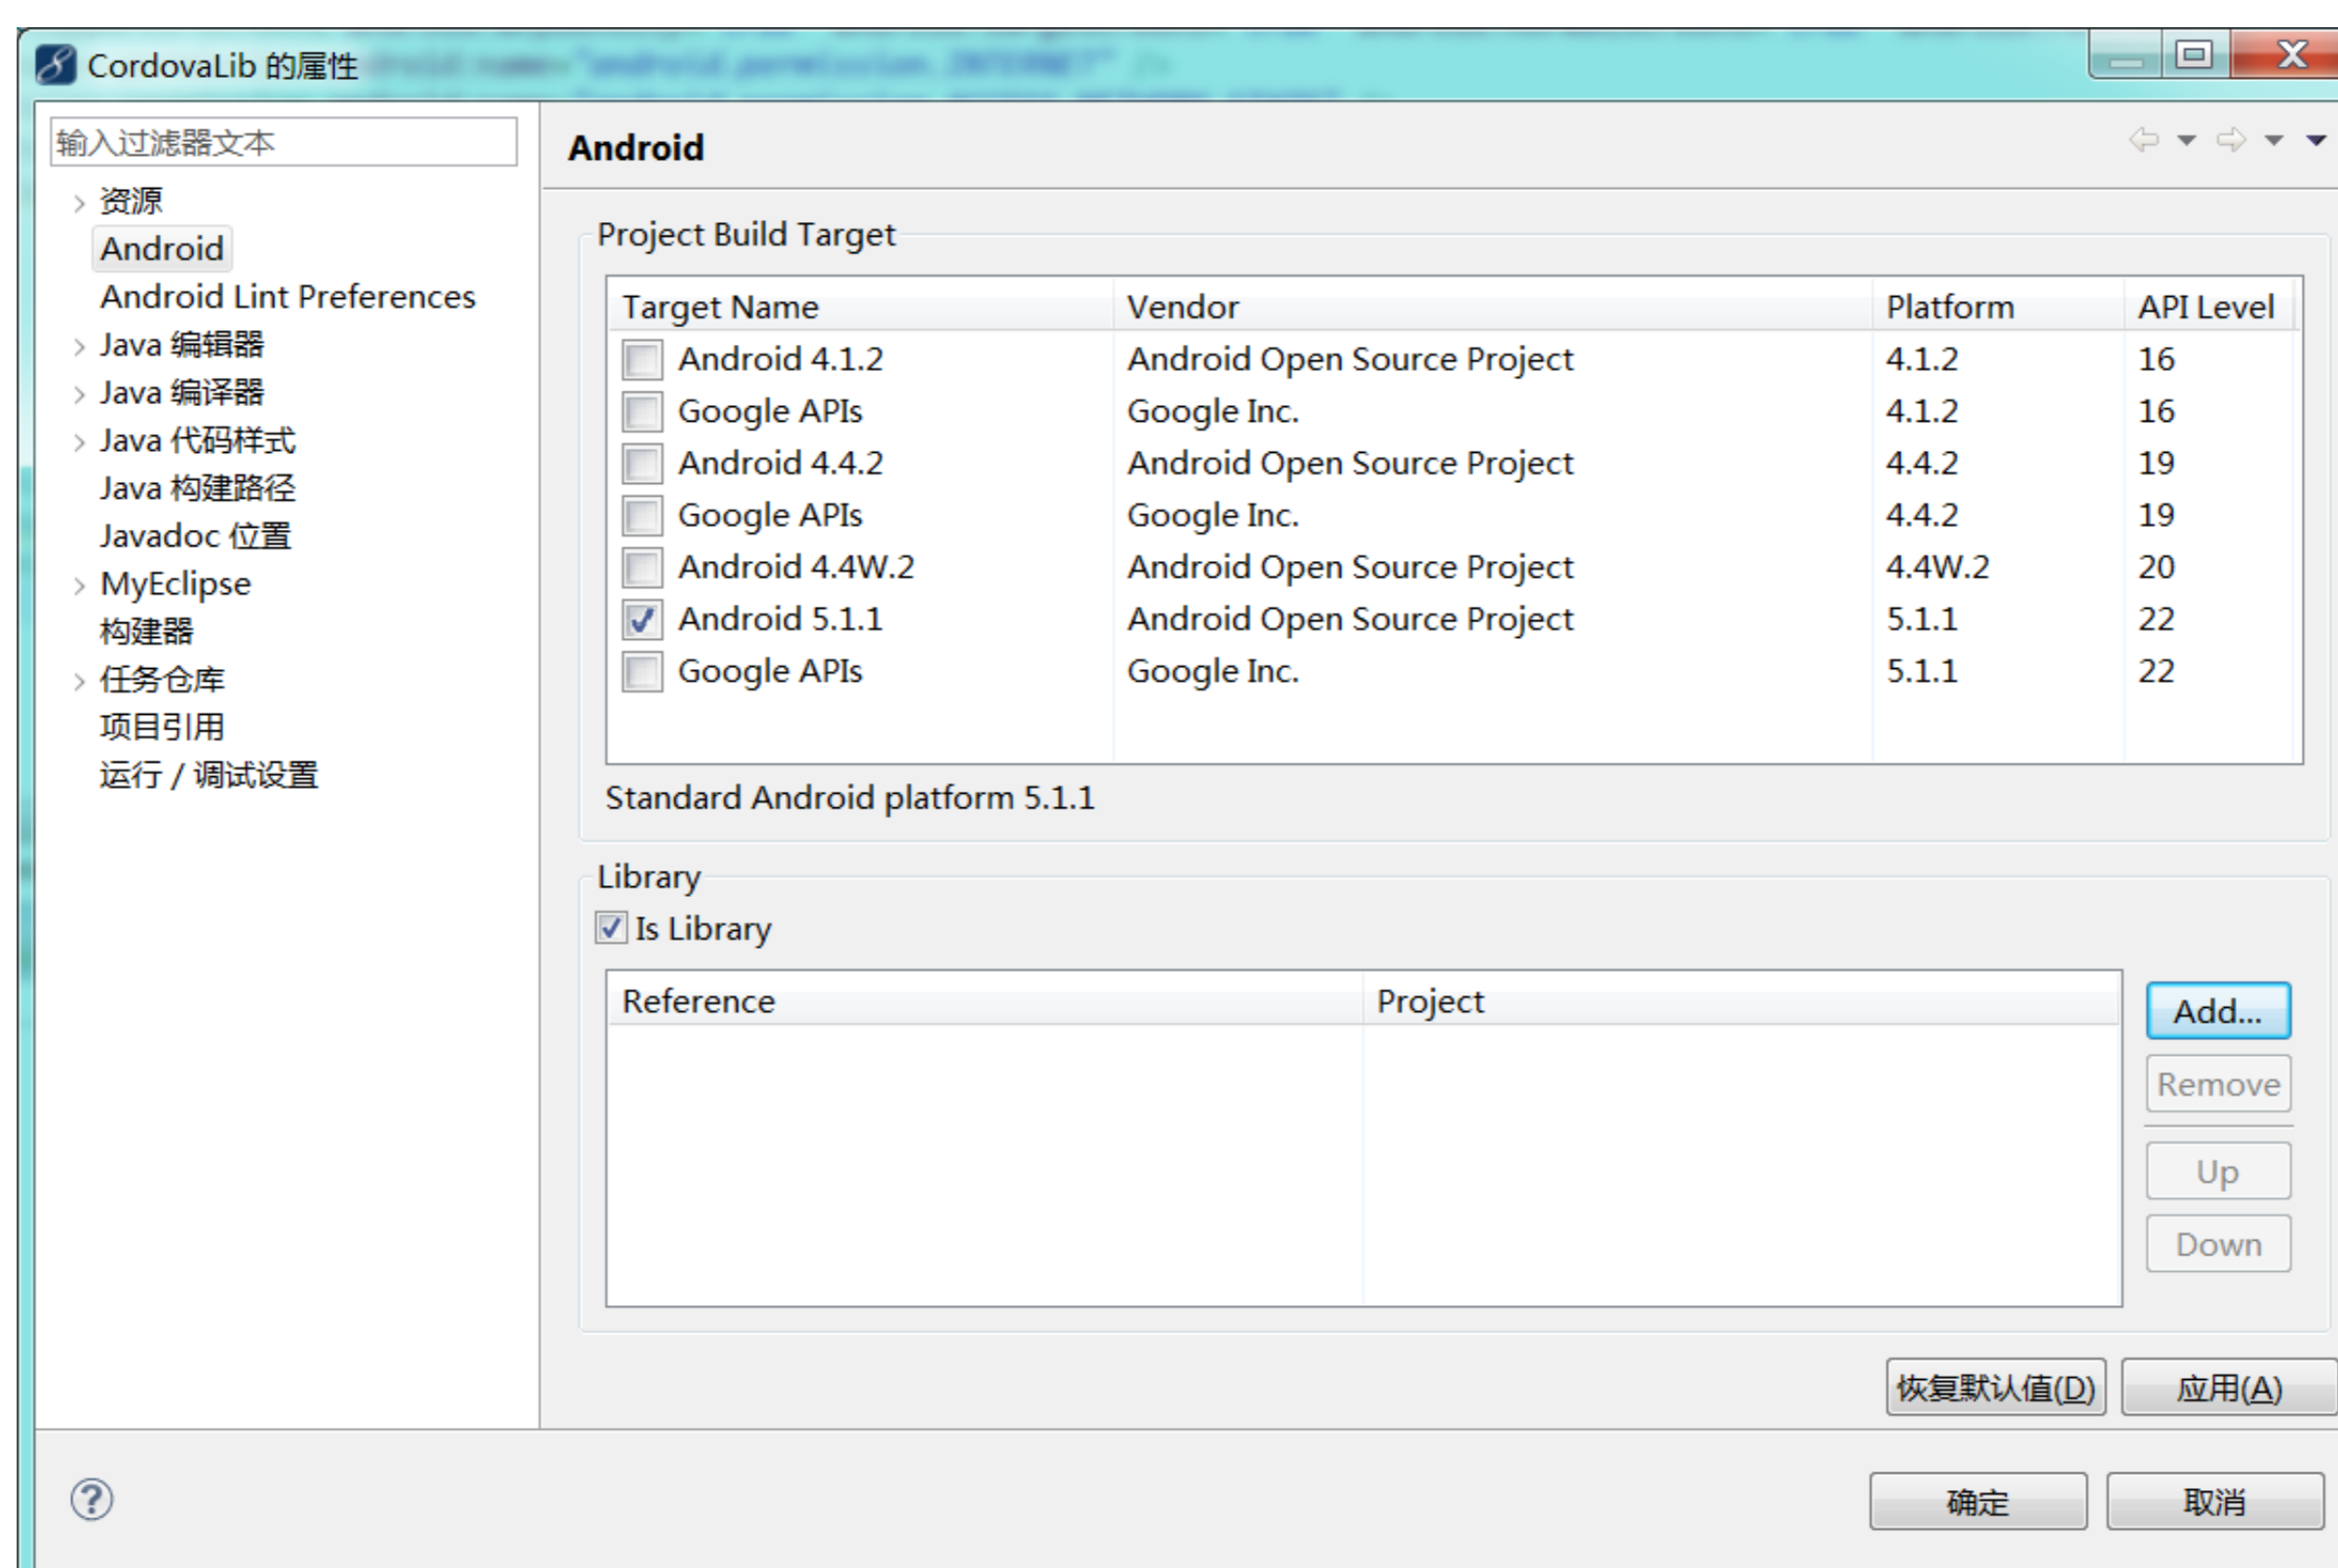 CordovaLib 的属性
输入过滤器文本
资源
Android
Android Lint Preferences
Java 编辑器
Java 编译器
Java 代码样式
Java 构建路径
Javadoc 位置
MyEclipse
构建器
任务仓库
项目引用
运行 / 调试设置
Android
Project Build Target
Target Name Vendor Platform API Level
Android 4.1.2 Android Open Source Project 4.1.2 16
Google APIs Google Inc. 4.1.2 16
Android 4.4.2 Android Open Source Project 4.4.2 19
Google APIs Google Inc. 4.4.2 19
Android 4.4W.2 Android Open Source Project 4.4W.2 20
Android 5.1.1 Android Open Source Project 5.1.1 22
Google APIs Google Inc. 5.1.1 22
Standard Android platform 5.1.1
Library
Is Library
Reference Project
Add...
Remove
Up
Down
恢复默认值(D) 应用(A)
确定 取消